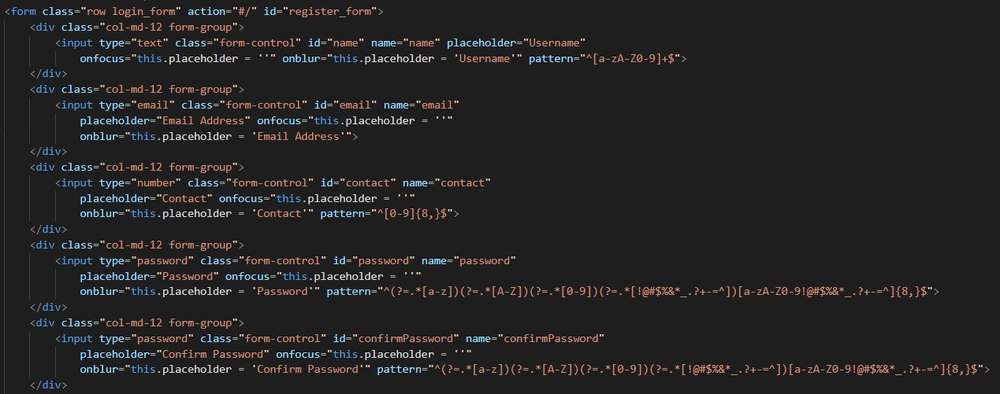 <form class="row login_form" action="#/" id="register_form">
<div class="col-md-12 form-group">
<input type="text" class="form-control" id="name" name="name" placeholder="Username"
onfocus="this.placeholder = ''" onblur="this.placeholder = 'Username'" pattern="^[a-zA-Z0-9]+$">
</div>
<div class="col-md-12 form-group">
<input type="email" class="form-control" id="email" name="email"
placeholder="Email Address" onfocus="this.placeholder = ''"
onblur="this.placeholder = 'Email Address'">
</div>
<div class="col-md-12 form-group">
<input type="number" class="form-control" id="contact" name="contact"
placeholder="Contact" onfocus="this.placeholder = ''"
onblur="this.placeholder = 'Contact'" pattern="^[0-9]{8,}$">
</div>
<div class="col-md-12 form-group">
<input type="password" class="form-control" id="password" name="password"
placeholder="Password" onfocus="this.placeholder = ''"
onblur="this.placeholder = 'Password'" pattern="^(?=.*[a-z])(?=.*[A-Z])(?=.*[0-9])(?=.*[!@#$%&*_.?+-=^])[a-zA-Z0-9!@#$%&*_.?+-=^]{8,}$">
</div>
<div class="col-md-12 form-group">
<input type="password" class="form-control" id="confirmPassword" name="confirmPassword"
placeholder="Confirm Password" onfocus="this.placeholder = ''"
onblur="this.placeholder = 'Confirm Password'" pattern="^(?=.*[a-z])(?=.*[A-Z])(?=.*[0-9])(?=.*[!@#$%&*_.?+-=^])[a-zA-Z0-9!@#$%&*_.?+-=^]{8,}$">
</div>